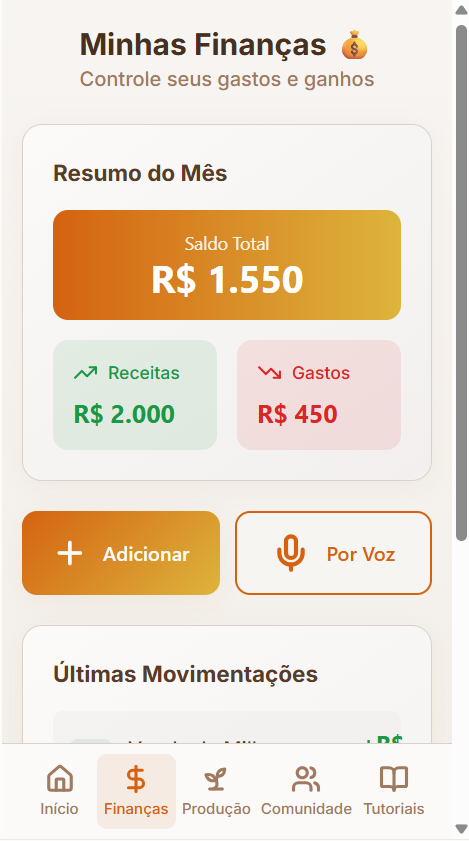 Minhas Finanças 💰
Controle seus gastos e ganhos
Resumo do Mês
Saldo Total
R$ 1.550
Receitas
R$ 2.000
Gastos
R$ 450
Adicionar
Por Voz
Últimas Movimentações
+R$
Início
Finanças
Produção
Comunidade
Tutoriais